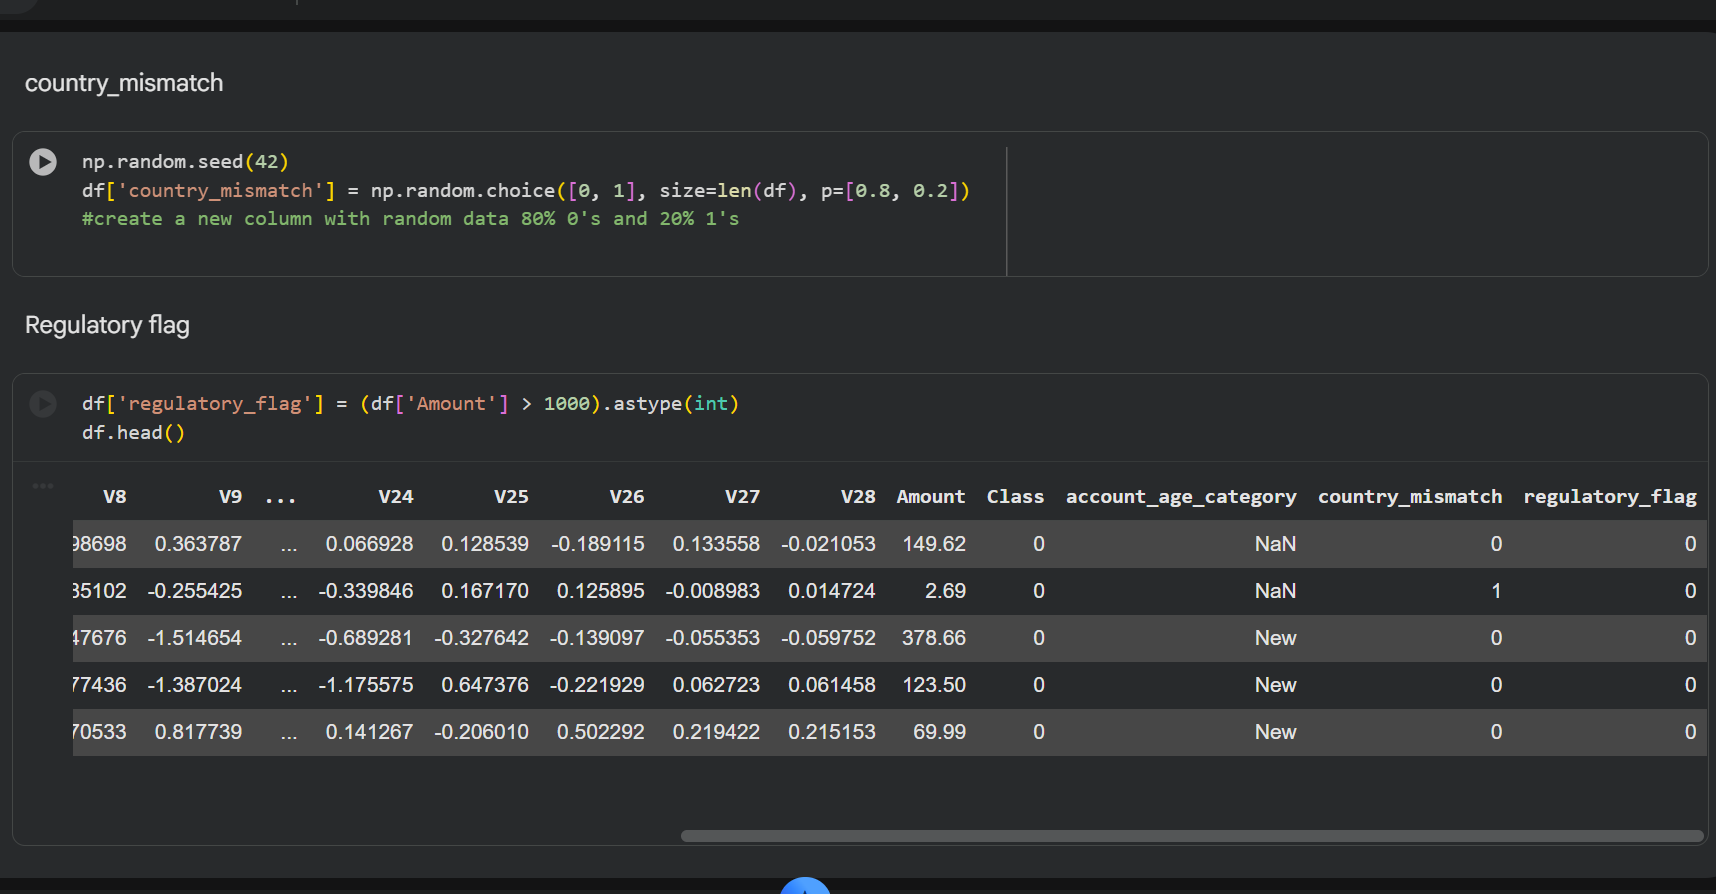 country_mismatch
np.random.seed(42)
df['country_mismatch'] = np.random.choice([0, 1], size=len(df), p=[0.8, 0.2])
#create a new column with random data 80% 0's and 20% 1's
Regulatory flag
df['regulatory_flag'] = (df['Amount'] > 1000).astype(int)
df.head()
V8 V9 ... V24 V25 V26 V27 V28 Amount Class account_age_category country_mismatch regulatory_flag
98698 0.363787 ... 0.066928 0.128539 -0.189115 0.133558 -0.021053 149.62 0 NaN 0 0
85102 -0.255425 ... -0.339846 0.167170 0.125895 -0.008983 0.014724 2.69 0 NaN 1 0
47676 -1.514654 ... -0.689281 -0.327642 -0.139097 -0.055353 -0.059752 378.66 0 New 0 0
77436 -1.387024 ... -1.175575 0.647376 -0.221929 0.062723 0.061458 123.50 0 New 0 0
70533 0.817739 ... 0.141267 -0.206010 0.502292 0.219422 0.215153 69.99 0 New 0 0